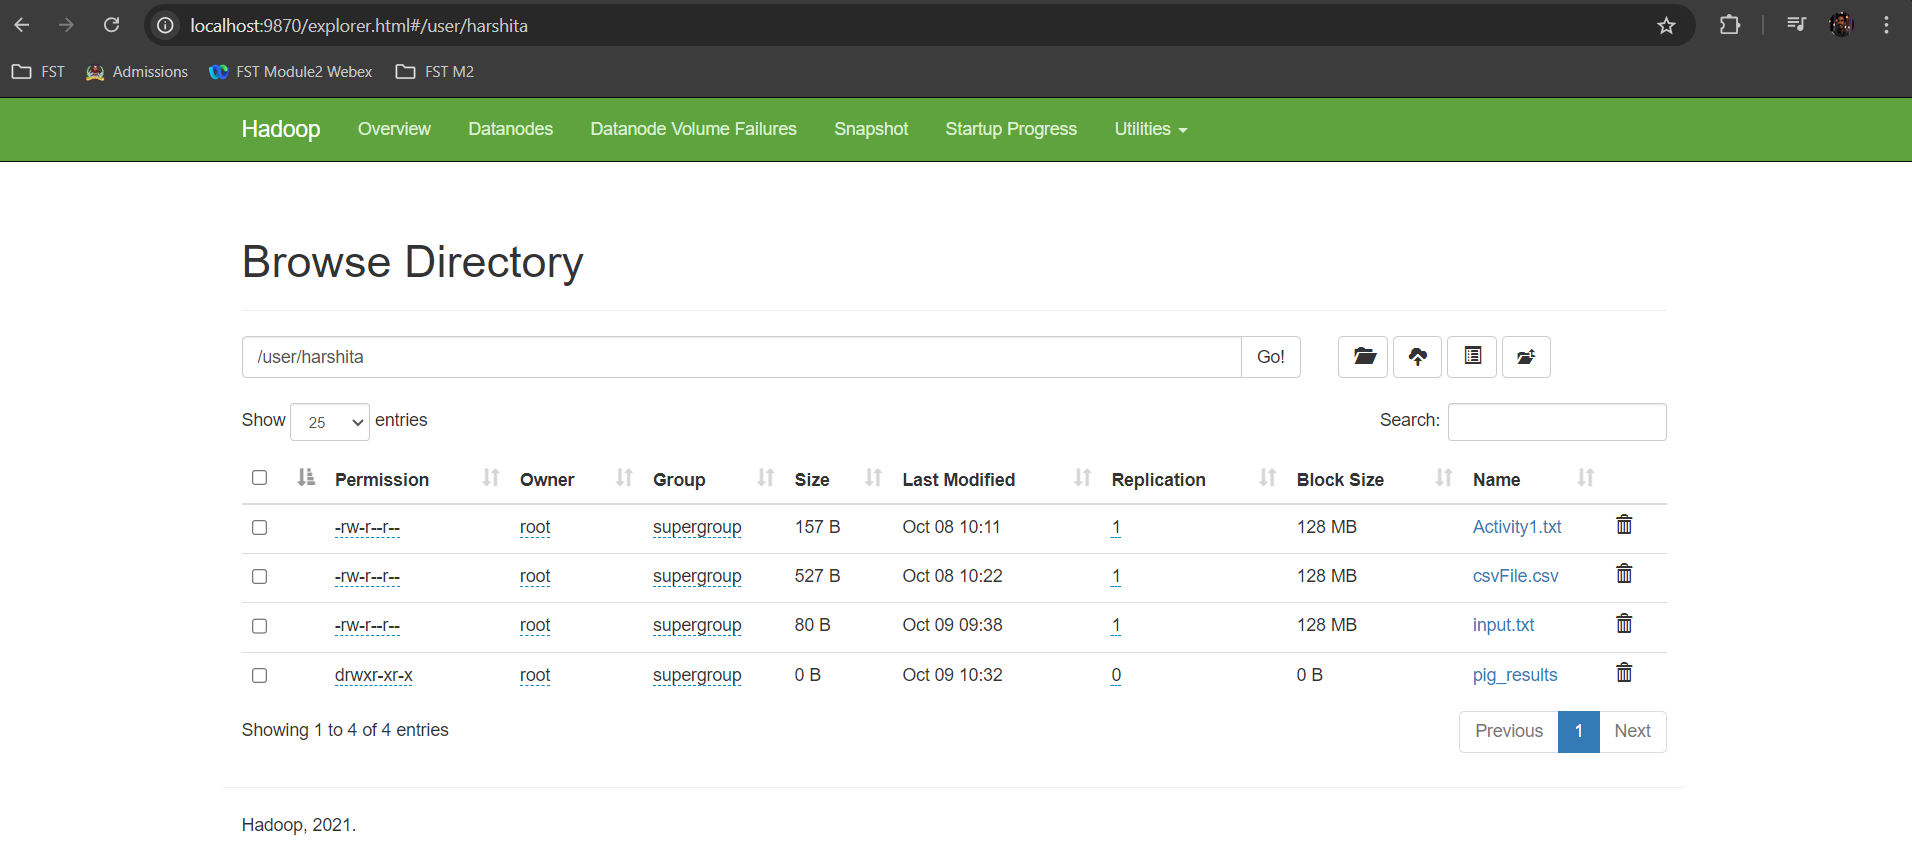 localhost:9870/explorer.html#/user/harshita
FST Admissions FST Module2 Webex FST M2
Hadoop Overview Datanodes Datanode Volume Failures Snapshot Startup Progress Utilities
Browse Directory
/user/harshita Go!
Show 25 entries Search:
Permission Owner Group Size Last Modified Replication Block Size Name
-rw-r--r-- root supergroup 157 B Oct 08 10:11 1 128 MB Activity1.txt
-rw-r--r-- root supergroup 527 B Oct 08 10:22 1 128 MB csvFile.csv
-rw-r--r-- root supergroup 80 B Oct 09 09:38 1 128 MB input.txt
drwxr-xr-x root supergroup 0 B Oct 09 10:32 0 0 B pig_results
Showing 1 to 4 of 4 entries Previous 1 Next
Hadoop, 2021.